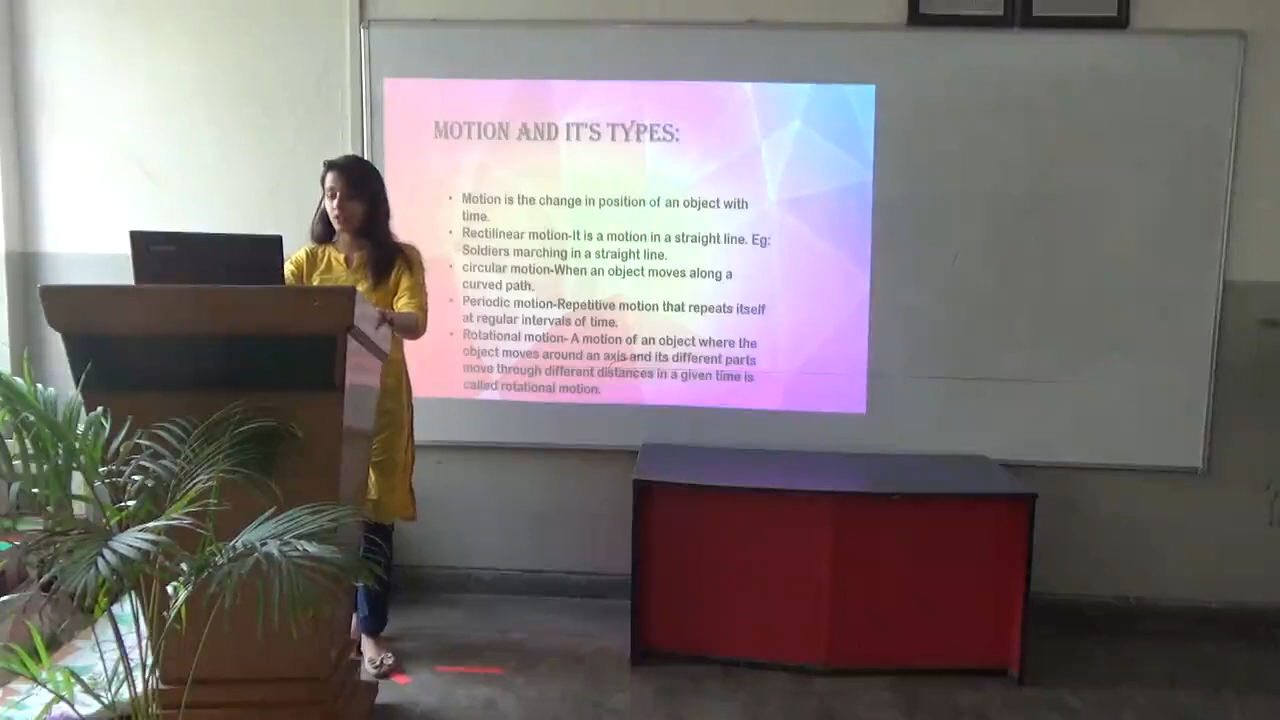 MOTION AND IT'S TYPES:
• Motion is the change in position of an object with
time.
• Rectilinear motion-It is a motion in a straight line. Eg:
Soldiers marching in a straight line.
• circular motion-When an object moves along a
curved path.
• Periodic motion-Repetitive motion that repeats itself
at regular intervals of time.
• Rotational motion- A motion of an object where the
object moves around an axis and its different parts
move through different distances in a given time is
called rotational motion.